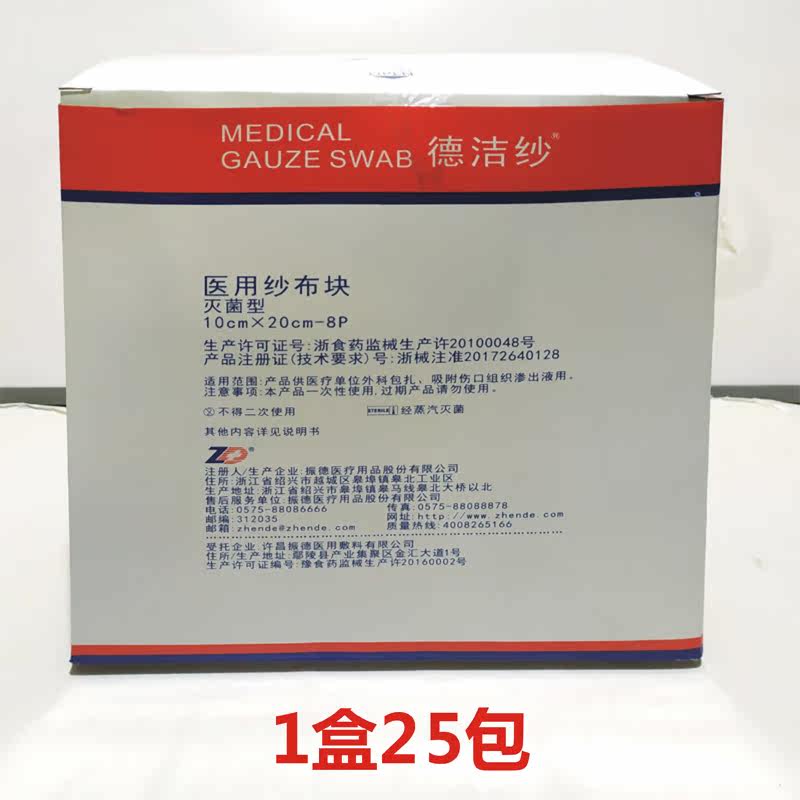 MEDICAL
GAUZE SWAB 德洁纱®
医用纱布块
灭菌型
10cm×20cm-8P
生产许可证号:浙食药监械生产许20100048号
产品注册证(技术要求)号:浙械注准20172640128
适用范围:产品供医疗单位外科包扎、吸附伤口组织渗出液用。
注意事项:本产品一次性使用,过期产品请勿使用。
② 不得二次使用 STERILE 经蒸汽灭菌
其他内容详见说明书
ZD®
注册人/生产企业:振德医疗用品股份有限公司
住所:浙江省绍兴市越城区皋埠镇皋北工业区
生产地址:浙江省绍兴市皋埠镇皋马线皋北大桥以北
售后服务单位:振德医疗用品股份有限公司
电话:0575-88086666 传真:0575-88088878
邮编:312035 网址:http://www.zhende.com
邮箱:zhende@zhende.com 质量热线:4008265166
受托企业:许昌振德医用敷料有限公司
住所/生产地址:鄢陵县产业集聚区金汇大道1号
生产许可证编号:豫食药监械生产许20160002号
1盒25包